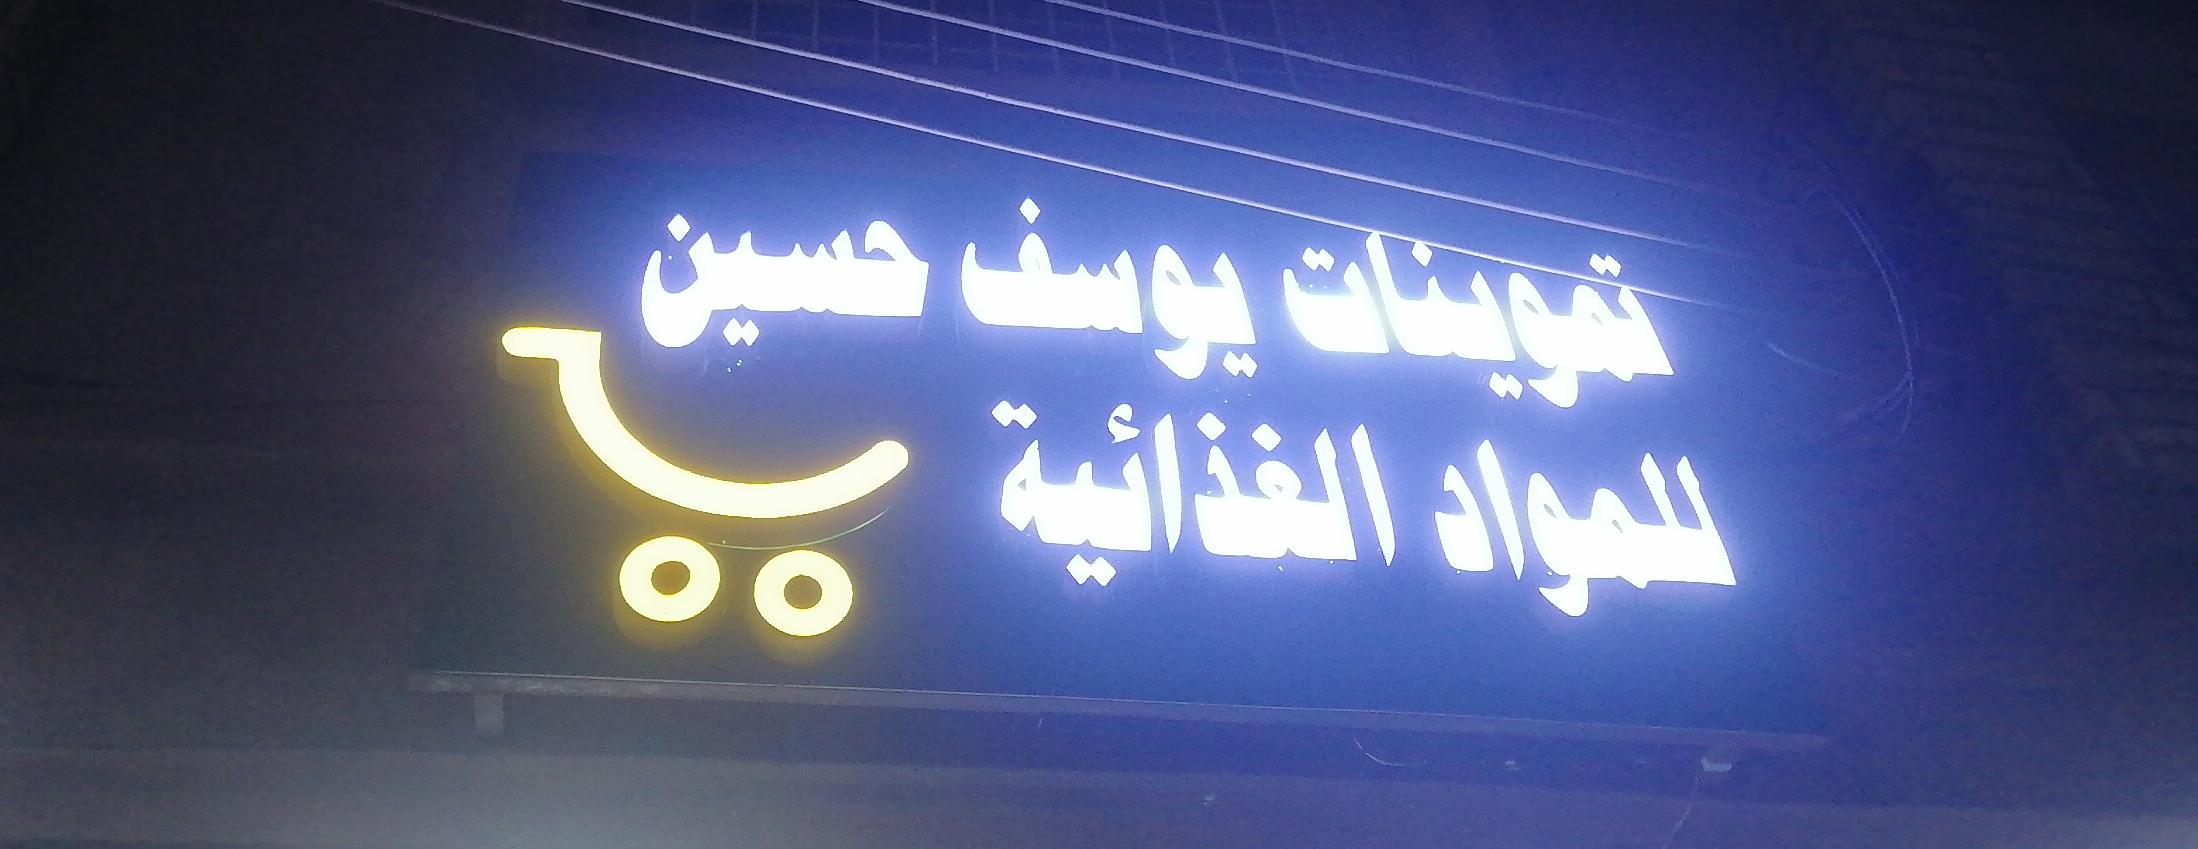 تموينات يوسف حسين
للمواد الغذائية